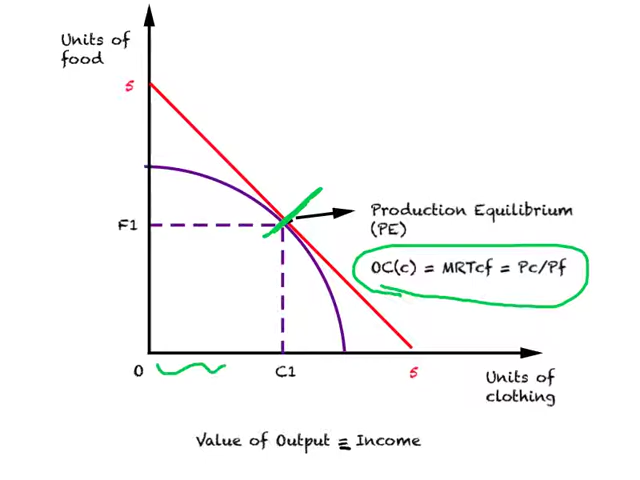 Units of
food
5
F1
Production Equilibrium
(PE)
OC(c) = MRTcf = Pc/Pf
0
C1
5
Units of
clothing
Value of Output = Income